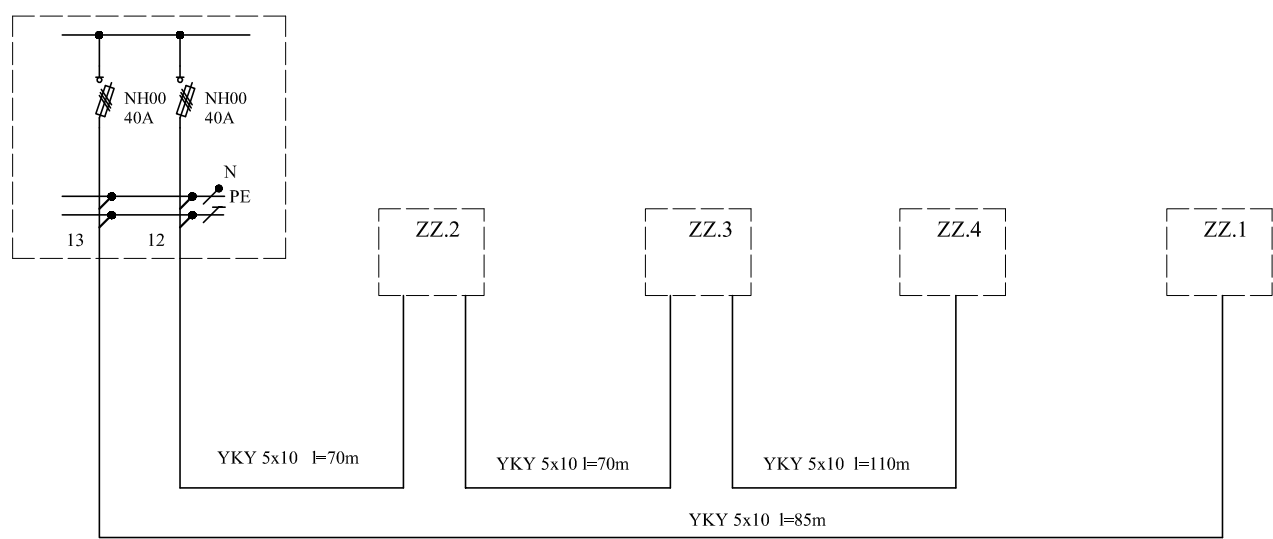 NH00
40A
NH00
40A
N
PE
13
12
ZZ.2
ZZ.3
ZZ.4
ZZ.1
YKY 5x10 l=70m
YKY 5x10 l=70m
YKY 5x10 l=110m
YKY 5x10 l=85m